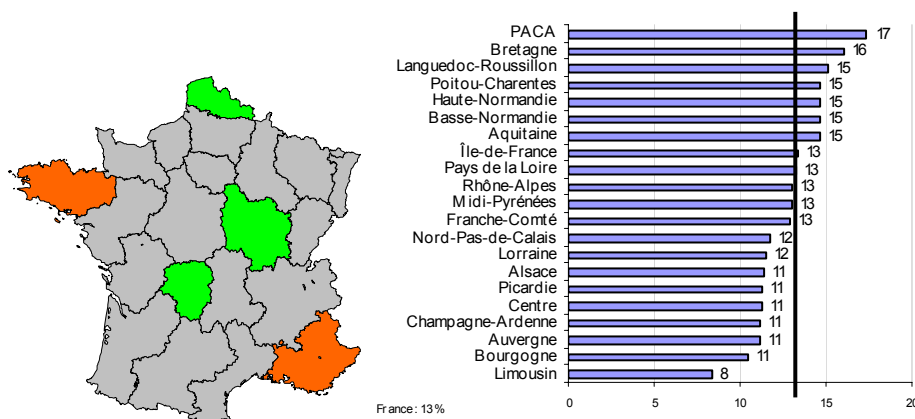 PACA 17
Bretagne 16
Languedoc-Roussillon 15
Poitou-Charentes 15
Haute-Normandie 15
Basse-Normandie 15
Aquitaine 15
Île-de-France 13
Pays de la Loire 13
Rhône-Alpes 13
Midi-Pyrénées 13
Franche-Comté 13
Nord-Pas-de-Calais 12
Lorraine 12
Alsace 11
Picardie 11
Centre 11
Champagne-Ardenne 11
Auvergne 11
Bourgogne 11
Limousin 8
0 5 10 15 20
France: 13%